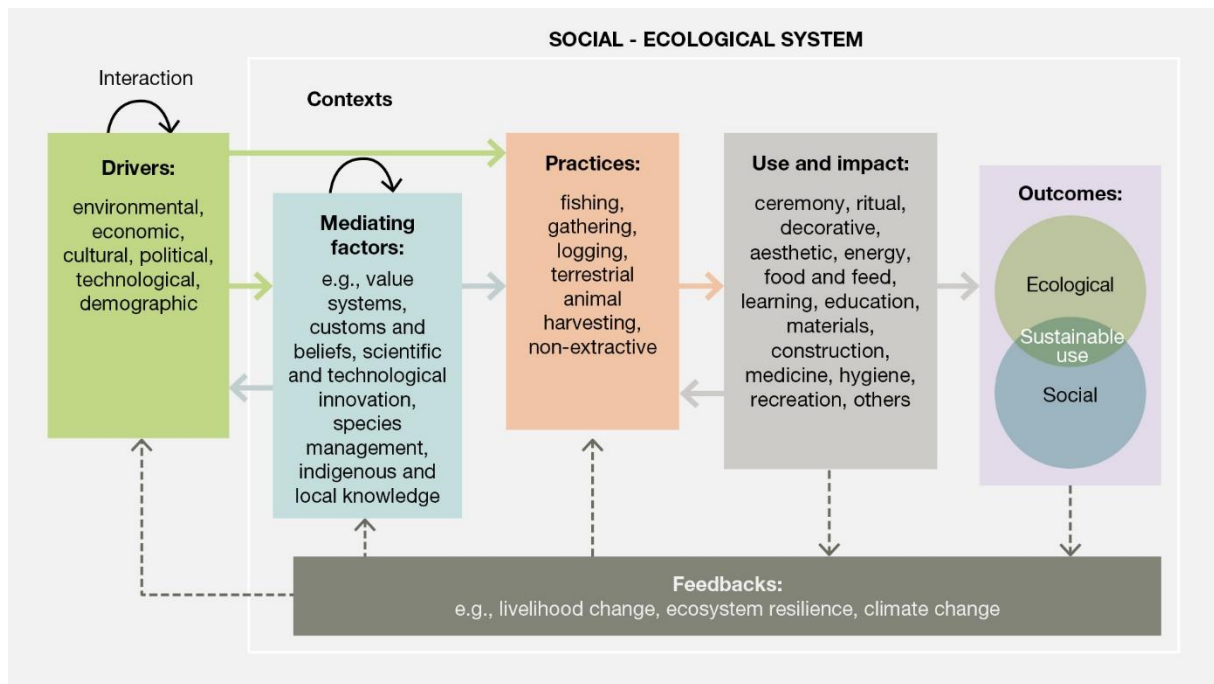 SOCIAL - ECOLOGICAL SYSTEM
Interaction
Contexts
Drivers:
environmental,
economic,
cultural, political,
technological,
demographic
Mediating
factors:
e.g., value
systems,
customs and
beliefs, scientific
and technological
innovation,
species
management,
indigenous and
local knowledge
Practices:
fishing,
gathering,
logging,
terrestrial
animal
harvesting,
non-extractive
Use and impact:
ceremony, ritual,
decorative,
aesthetic, energy,
food and feed,
learning, education,
materials,
construction,
medicine, hygiene,
recreation, others
Outcomes:
Ecological
Sustainable
use
Social
Feedbacks:
e.g., livelihood change, ecosystem resilience, climate change